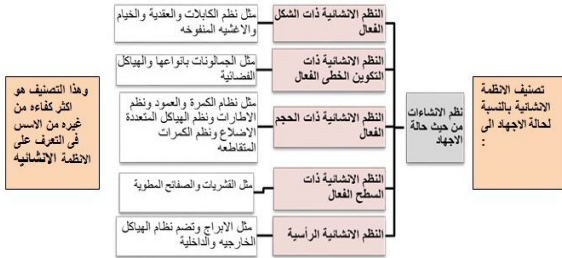 تصنيف الانظمة
الانشائية بالنسبة
لحالة الاجهاد الى
:
نظم الانشاءات
من حيث حالة
الاجهاد
النظم الانشائية ذات الشكل
الفعال
مثل نظم الكابلات والعقدية والخيام
والاغشيه المنفوخه
النظم الانشائية ذات
التكوين الخطى الفعال
مثل الجمالونات بانواعها والهياكل
الفضائية
النظم الانشائية ذات الحجم
الفعال
مثل نظام الكمرة والعمود ونظم
الاطارات ونظم الهياكل المتعددة
الاضلاع ونظم الكمرات
المتقاطعه
النظم الانشائية ذات
السطح الفعال
مثل القشريات والصفائح المطوية
النظم الانشائية الرأسية
مثل الابراج وتضم نظام الهياكل
الخارجيه والداخلية
وهذا التصنيف هو
اكثر كفاءه من
غيره من الاسس
فى التعرف على
الانظمة الانشائيه